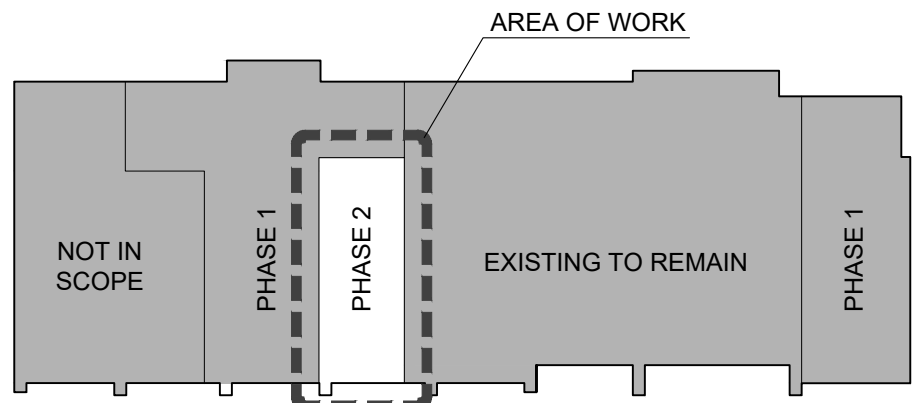 AREA OF WORK
NOT IN
SCOPE
PHASE 1
PHASE 2
EXISTING TO REMAIN
PHASE 1